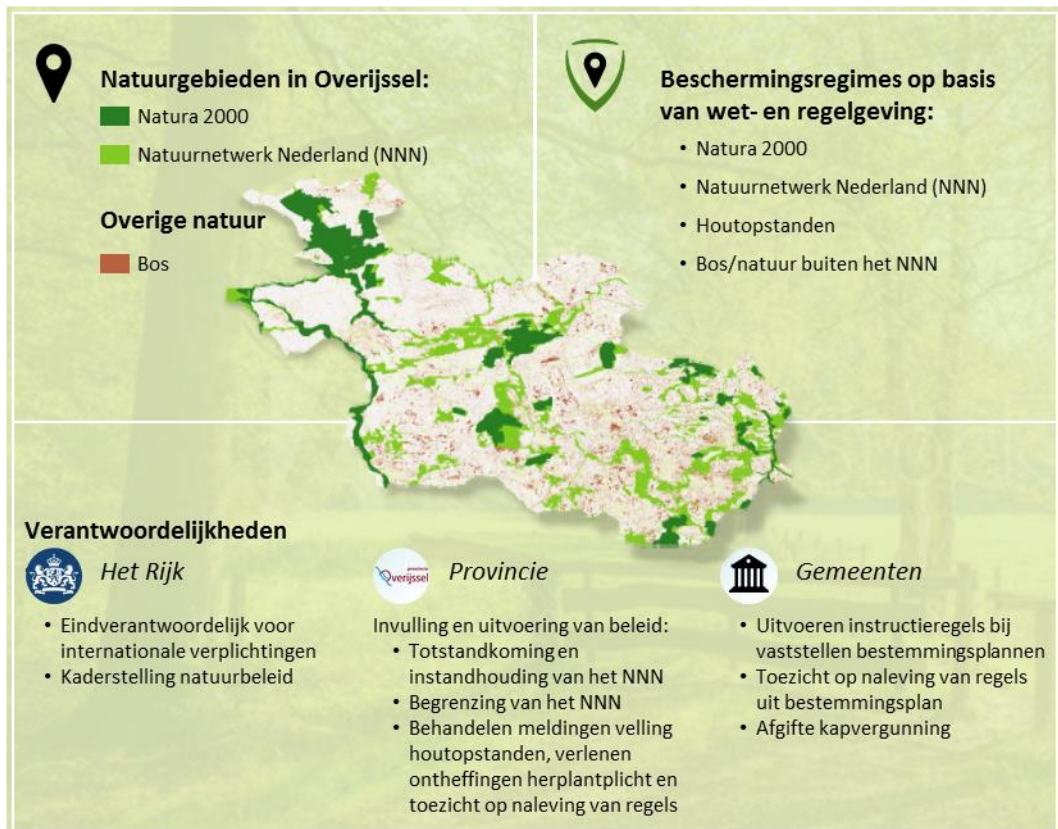 Natuurgebieden in Overijssel:
Natura 2000
Natuurnetwerk Nederland (NNN)
Overige natuur
Bos
Beschermingsregimes op basis
van wet- en regelgeving:
• Natura 2000
• Natuurnetwerk Nederland (NNN)
• Houtopstanden
• Bos/natuur buiten het NNN
Verantwoordelijkheden
Het Rijk
• Eindverantwoordelijk voor
internationale verplichtingen
• Kaderstelling natuurbeleid
provincie
Overijssel
Provincie
Invulling en uitvoering van beleid:
• Totstandkoming en
instandhouding van het NNN
• Begrenzing van het NNN
• Behandelen meldingen velling
houtopstanden, verlenen
ontheffingen herplantplicht en
toezicht op naleving van regels
Gemeenten
• Uitvoeren instructieregels bij
vaststellen bestemmingsplannen
• Toezicht op naleving van regels
uit bestemmingsplan
• Afgifte kapvergunning